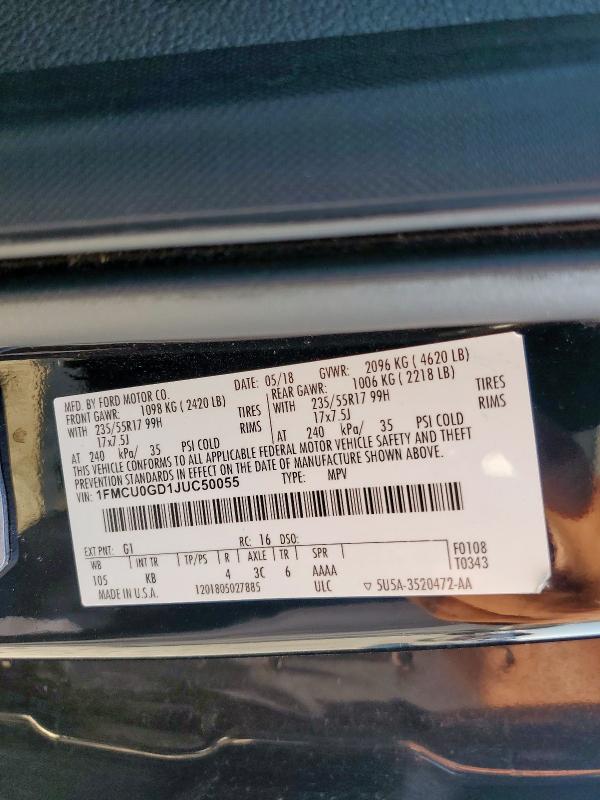 MFD. BY FORD MOTOR CO. DATE: 05/18 GVWR: 2096 KG ( 4620 LB)
FRONT GAWR: 1098 KG ( 2420 LB) REAR GAWR: 1006 KG ( 2218 LB)
WITH 235/55R17 99H TIRES WITH 235/55R17 99H TIRES
17x7.5J RIMS 17x7.5J RIMS
AT 240 kPa/ 35 PSI COLD AT 240 kPa/ 35 PSI COLD
THIS VEHICLE CONFORMS TO ALL APPLICABLE FEDERAL MOTOR VEHICLE SAFETY AND THEFT
PREVENTION STANDARDS IN EFFECT ON THE DATE OF MANUFACTURE SHOWN ABOVE.
VIN: 1FMCU0GD1JUC50055 TYPE: MPV
EXT PNT: G1 RC: 16 DSO: F0108
WB INT TR TP/PS R AXLE TR SPR T0343
105 KB 4 3C 6 AAAA
MADE IN U.S.A. 1201805027885 ULC ▽ 5U5A-3520472-AA